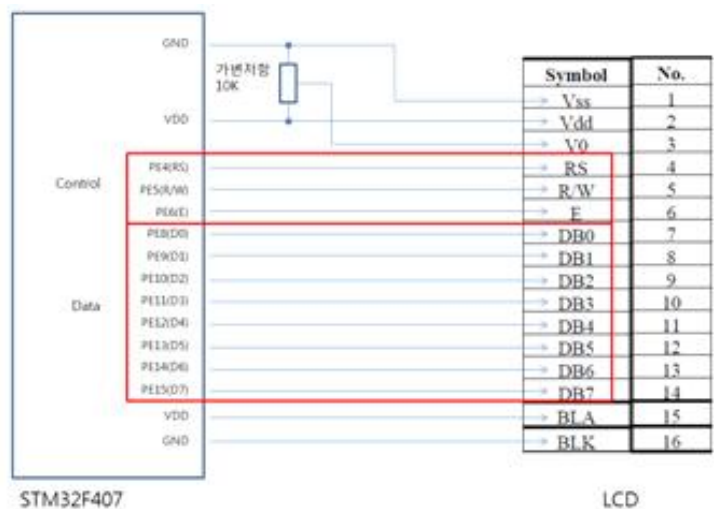 GND
가변저항
10K
VDD
Control
PE4(RS)
PE5(R/W)
PE6(E)
Data
PE8(D0)
PE9(D1)
PE10(D2)
PE11(D3)
PE12(D4)
PE13(D5)
PE14(D6)
PE15(D7)
VDD
GND
STM32F407
Symbol No.
Vss 1
Vdd 2
V0 3
RS 4
R/W 5
E 6
DB0 7
DB1 8
DB2 9
DB3 10
DB4 11
DB5 12
DB6 13
DB7 14
BLA 15
BLK 16
LCD